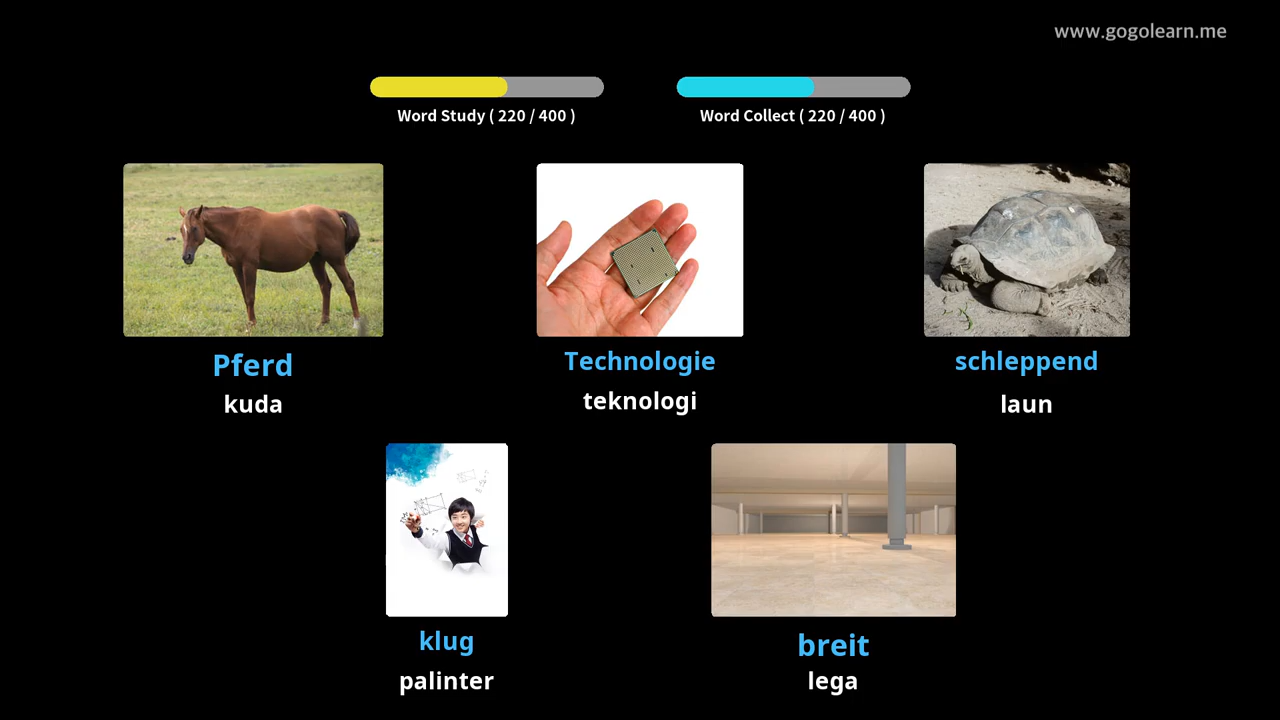 www.gogolearn.me
Word Study ( 220 / 400 )
Word Collect ( 220 / 400 )
Pferd
kuda
Technologie
teknologi
schleppend
laun
klug
palinter
breit
lega